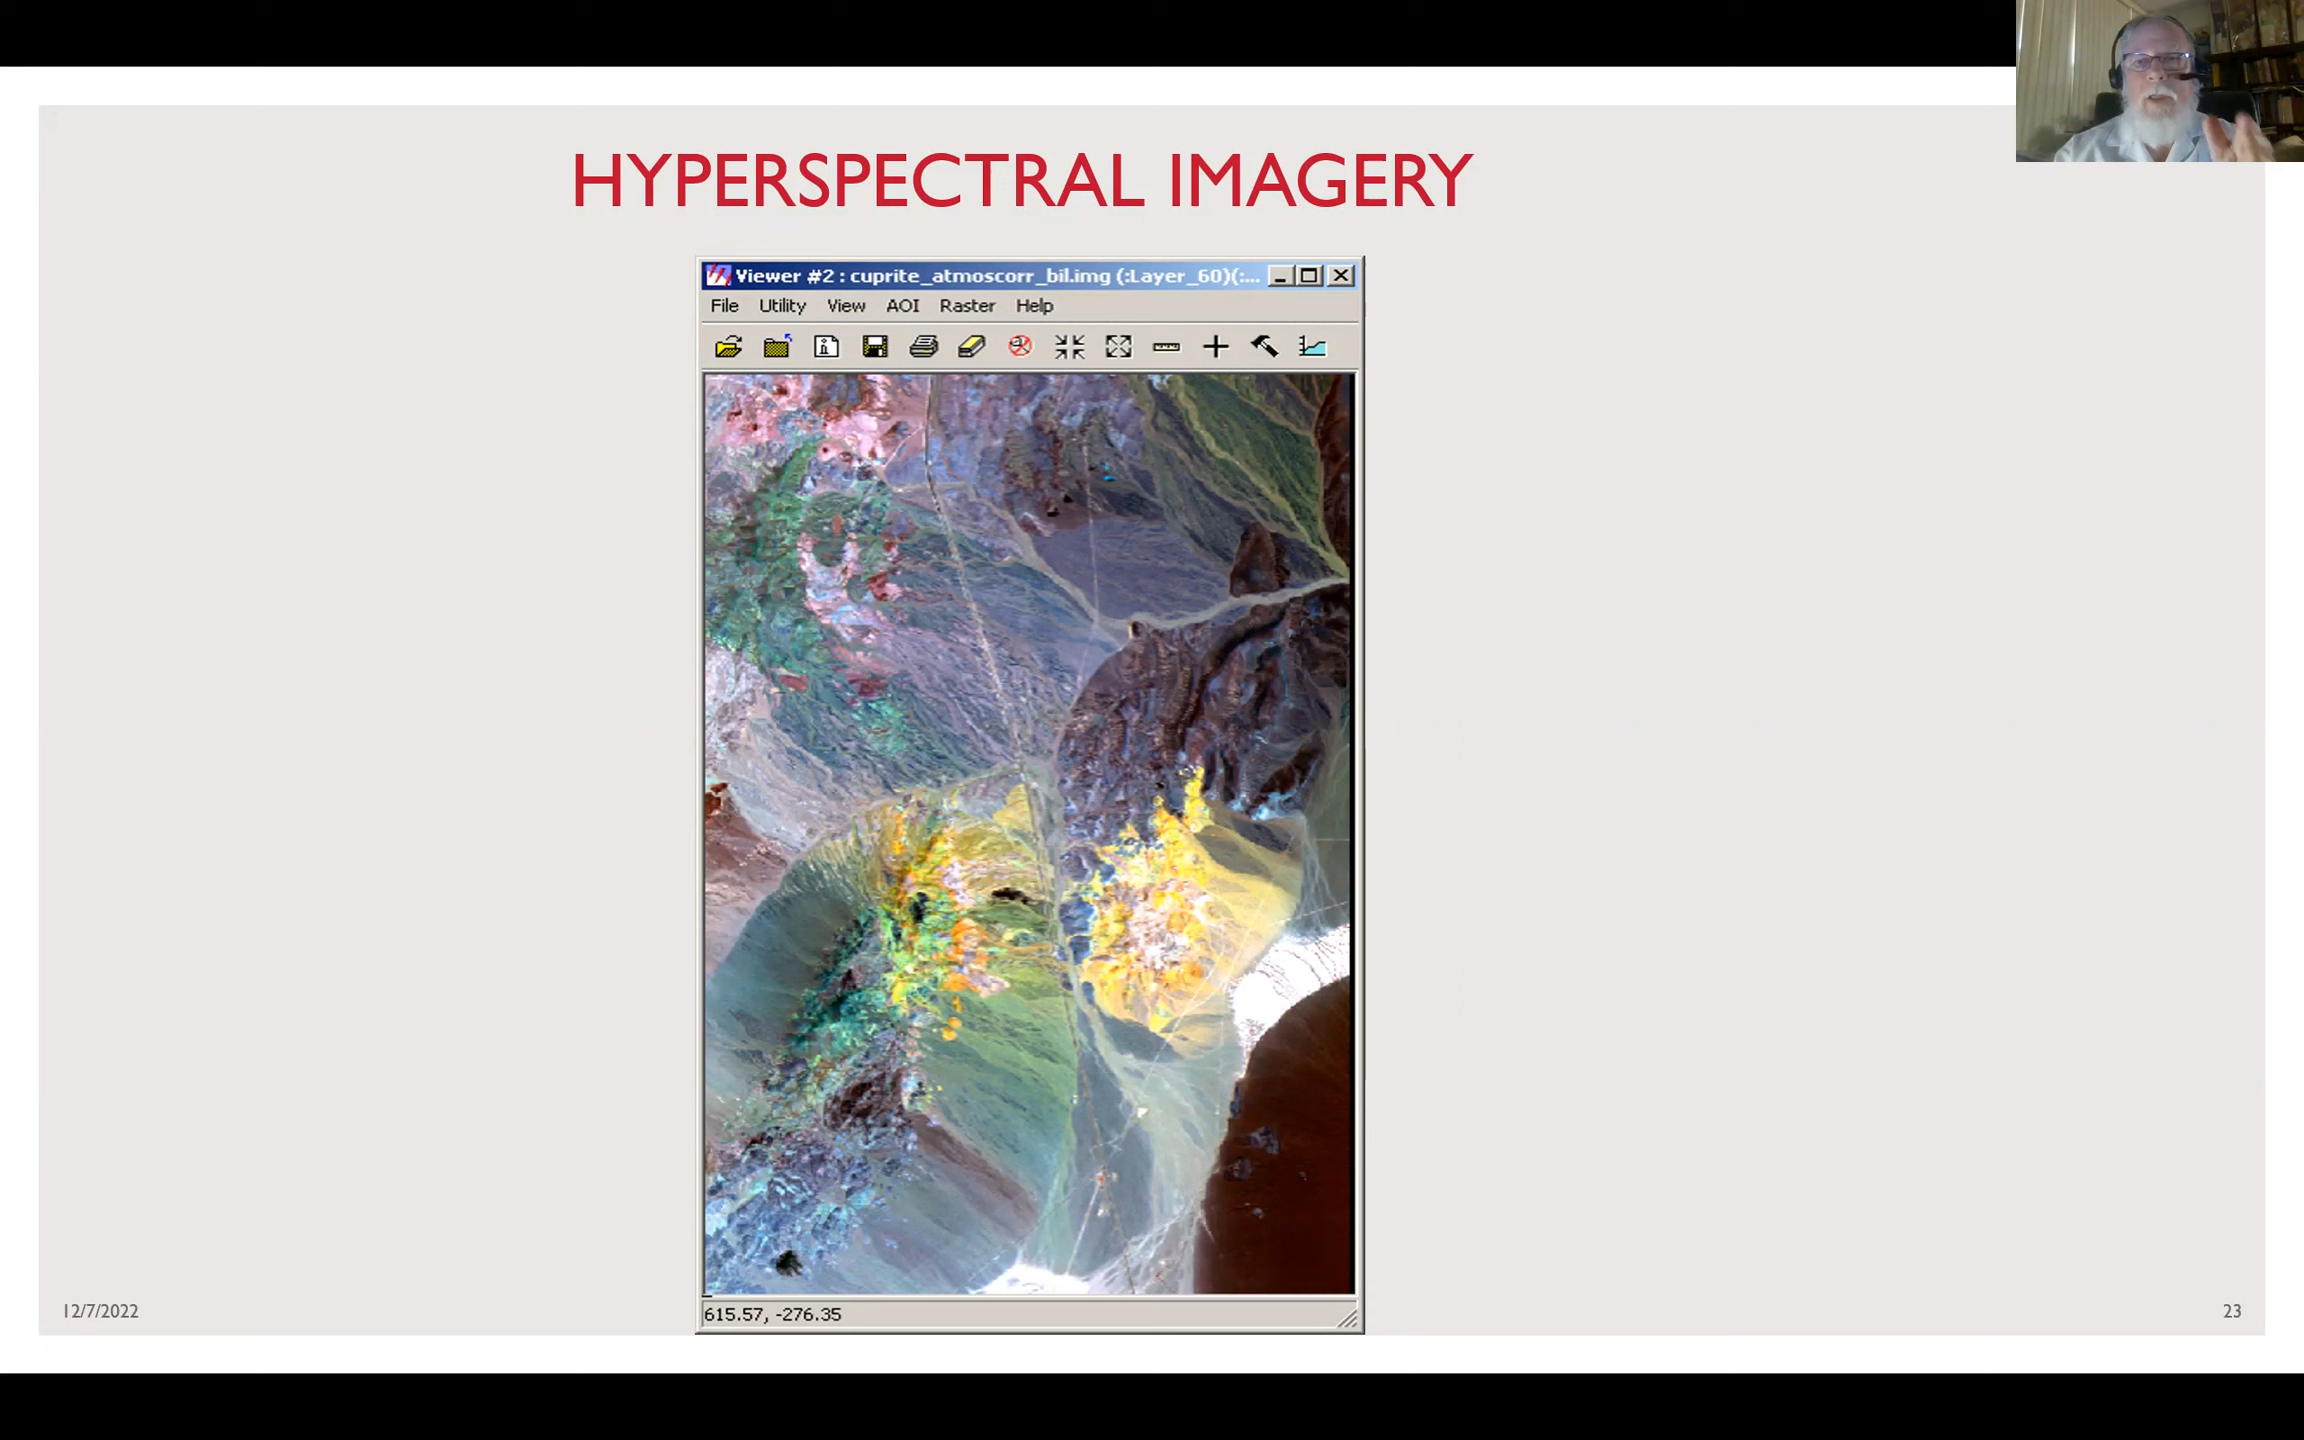 HYPERSPECTRAL IMAGERY
Viewer #2 : cuprite_atmoscorr_bil.img (:Layer_60)(:...
File Utility View AOI Raster Help
615.57, -276.35
12/7/2022
23